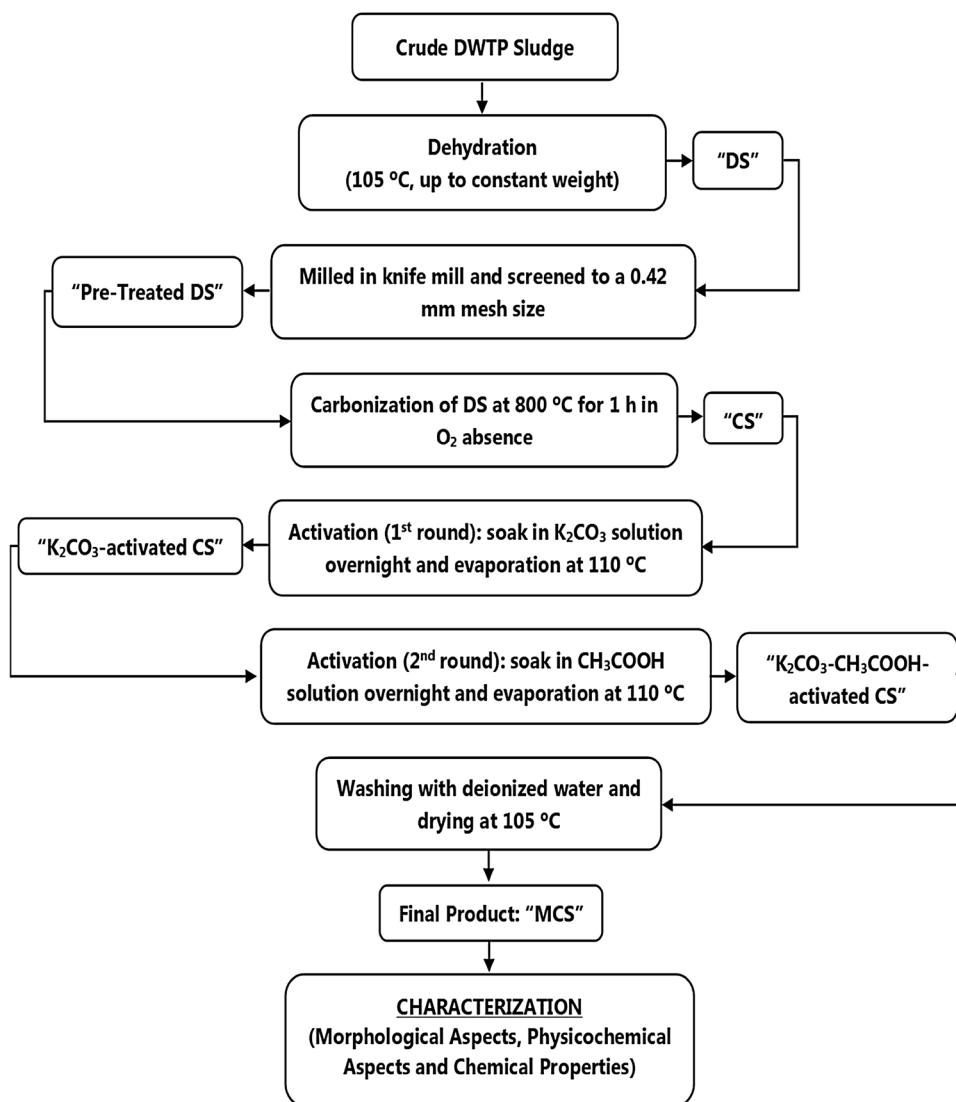 Crude DWTP Sludge
Dehydration
(105 ºC, up to constant weight)
“DS”
Milled in knife mill and screened to a 0.42
mm mesh size
“Pre-Treated DS”
Carbonization of DS at 800 ºC for 1 h in
O₂ absence
“CS”
Activation (1ˢᵗ round): soak in K₂CO₃ solution
overnight and evaporation at 110 ºC
“K₂CO₃-activated CS”
Activation (2ⁿᵈ round): soak in CH₃COOH
solution overnight and evaporation at 110 ºC
“K₂CO₃-CH₃COOH-
activated CS”
Washing with deionized water and
drying at 105 ºC
Final Product: “MCS”
CHARACTERIZATION
(Morphological Aspects, Physicochemical
Aspects and Chemical Properties)